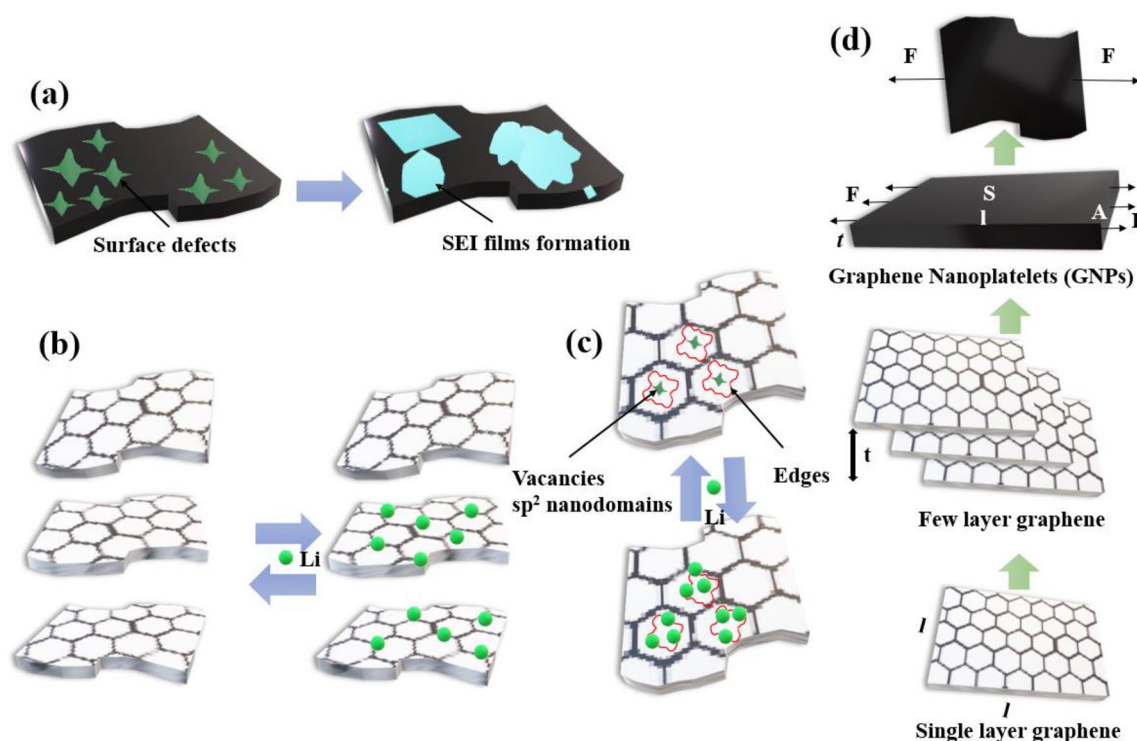 (a)
Surface defects
SEI films formation
(b)
Li
(c)
Vacancies
sp² nanodomains
Edges
Li
(d)
F F
F
S
l
A
t
Graphene Nanoplatelets (GNPs)
t
Few layer graphene
l
l
Single layer graphene